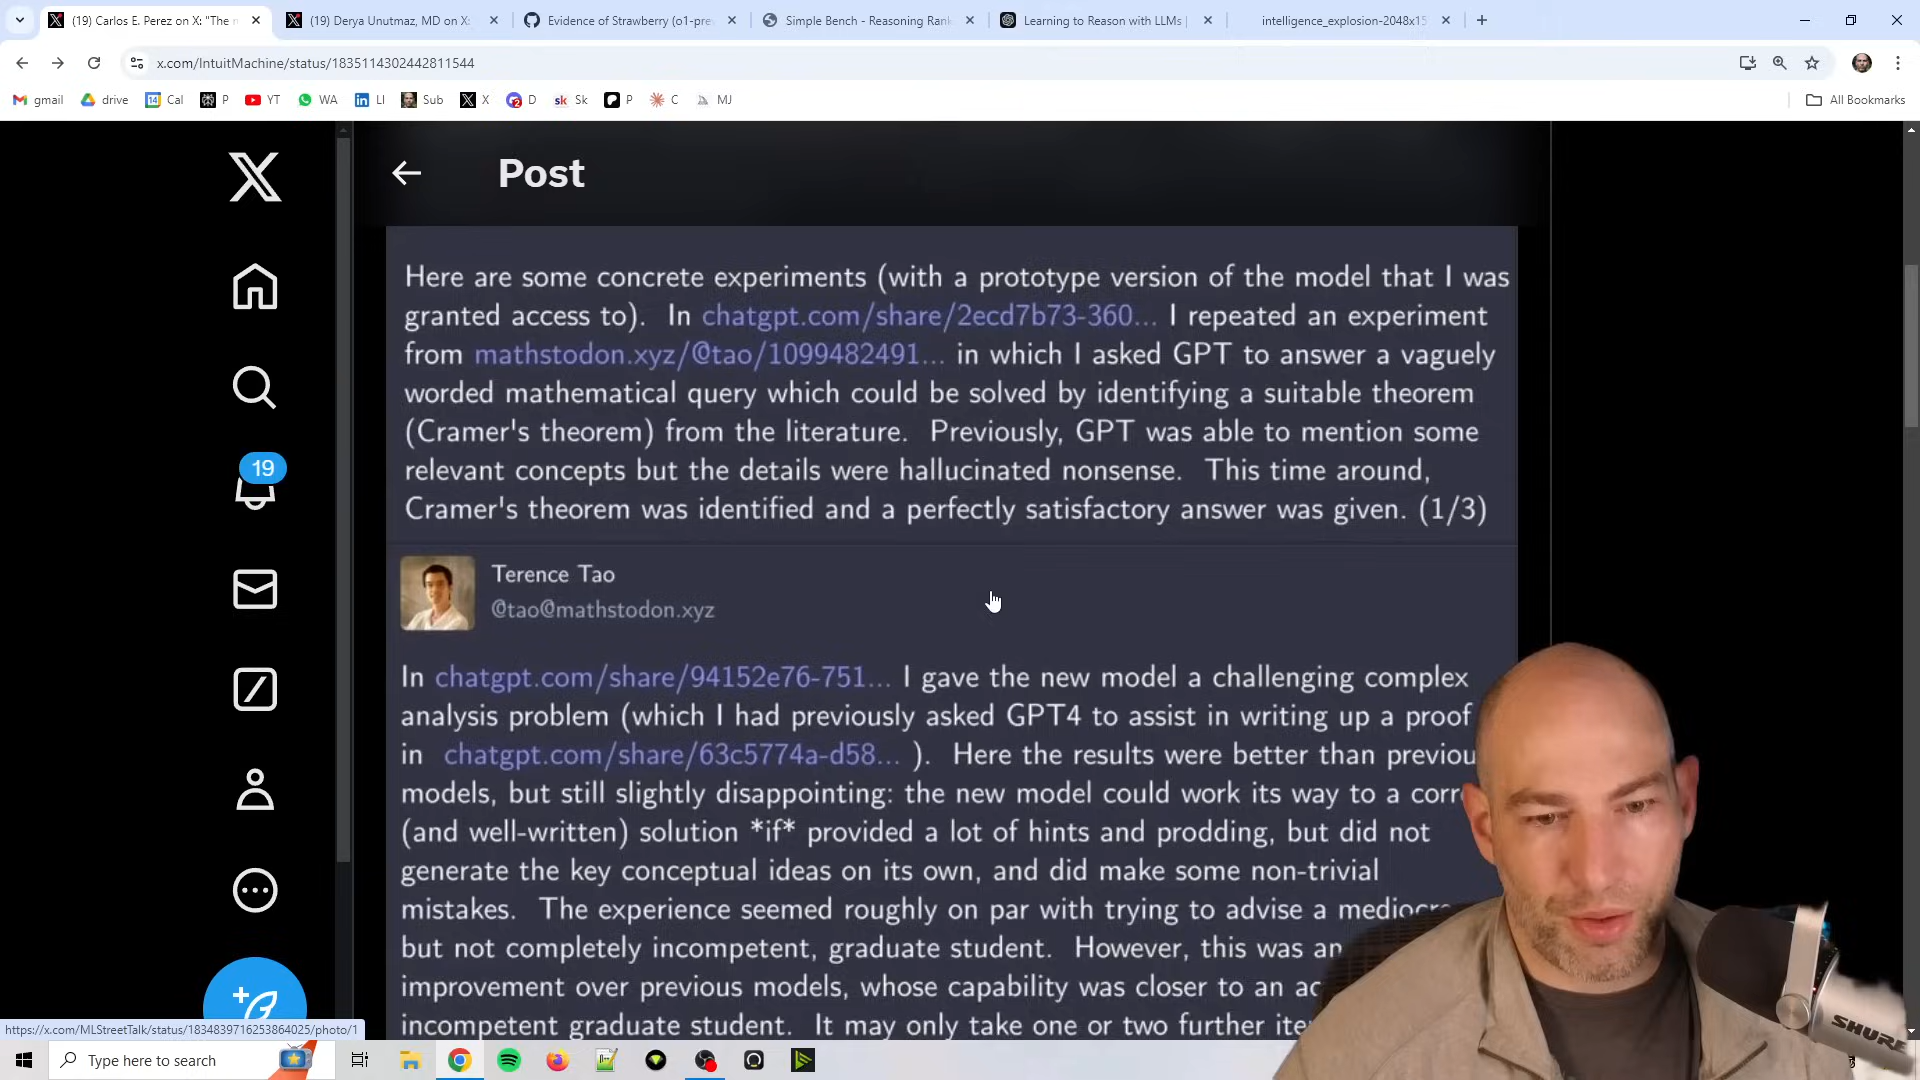 (19) Carlos E. Perez on X: "The n
(19) Derya Unutmaz, MD on X:
Evidence of Strawberry (o1-pre
Simple Bench - Reasoning Rank
Learning to Reason with LLMs |
intelligence_explosion-2048x15
x.com/IntuitMachine/status/1835114302442811544
gmail
drive
14
Cal
P
YT
WA
LI
Sub
X
D
sk
Sk
P
C
MJ
All Bookmarks
Post
19
Here are some concrete experiments (with a prototype version of the model that I was
granted access to). In chatgpt.com/share/2ecd7b73-360... I repeated an experiment
from mathstodon.xyz/@tao/1099482491... in which I asked GPT to answer a vaguely
worded mathematical query which could be solved by identifying a suitable theorem
(Cramer's theorem) from the literature. Previously, GPT was able to mention some
relevant concepts but the details were hallucinated nonsense. This time around,
Cramer's theorem was identified and a perfectly satisfactory answer was given. (1/3)
Terence Tao
@tao@mathstodon.xyz
In chatgpt.com/share/94152e76-751... I gave the new model a challenging complex
analysis problem (which I had previously asked GPT4 to assist in writing up a proof
in chatgpt.com/share/63c5774a-d58... ). Here the results were better than previou
models, but still slightly disappointing: the new model could work its way to a corre
(and well-written) solution *if* provided a lot of hints and prodding, but did not
generate the key conceptual ideas on its own, and did make some non-trivial
mistakes. The experience seemed roughly on par with trying to advise a mediocre
but not completely incompetent, graduate student. However, this was an
improvement over previous models, whose capability was closer to an ac
incompetent graduate student. It may only take one or two further ite
https://x.com/MLStreetTalk/status/1834839716253864025/photo/1
Type here to search
SHURE